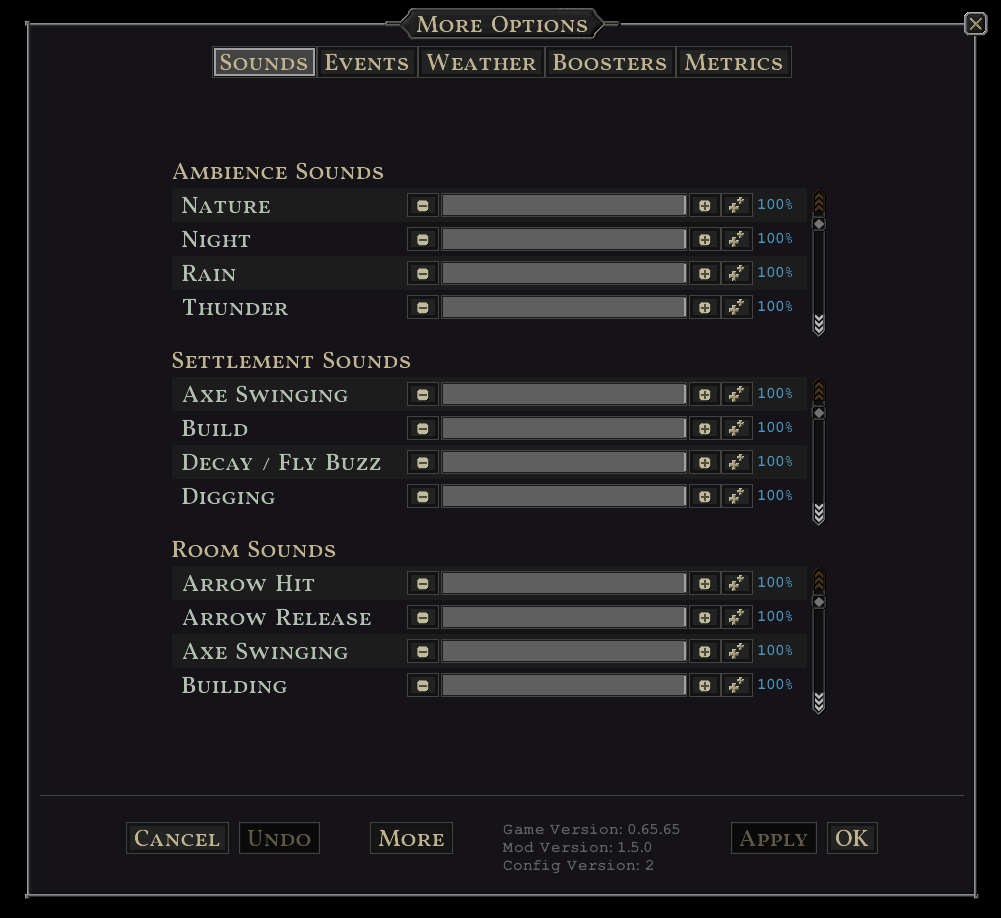 More Options
Sounds Events Weather Boosters Metrics
Ambience Sounds
Nature 100%
Night 100%
Rain 100%
Thunder 100%
Settlement Sounds
Axe Swinging 100%
Build 100%
Decay / Fly Buzz 100%
Digging 100%
Room Sounds
Arrow Hit 100%
Arrow Release 100%
Axe Swinging 100%
Building 100%
Cancel Undo More Apply OK
Game Version: 0.65.65
Mod Version: 1.5.0
Config Version: 2